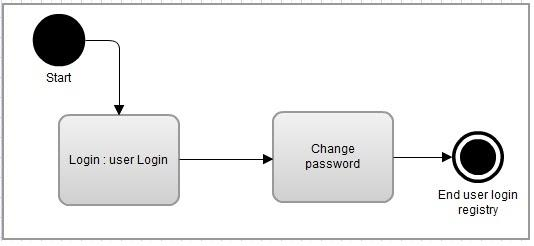 Start
Login : user Login
Change
password
End user login
registry